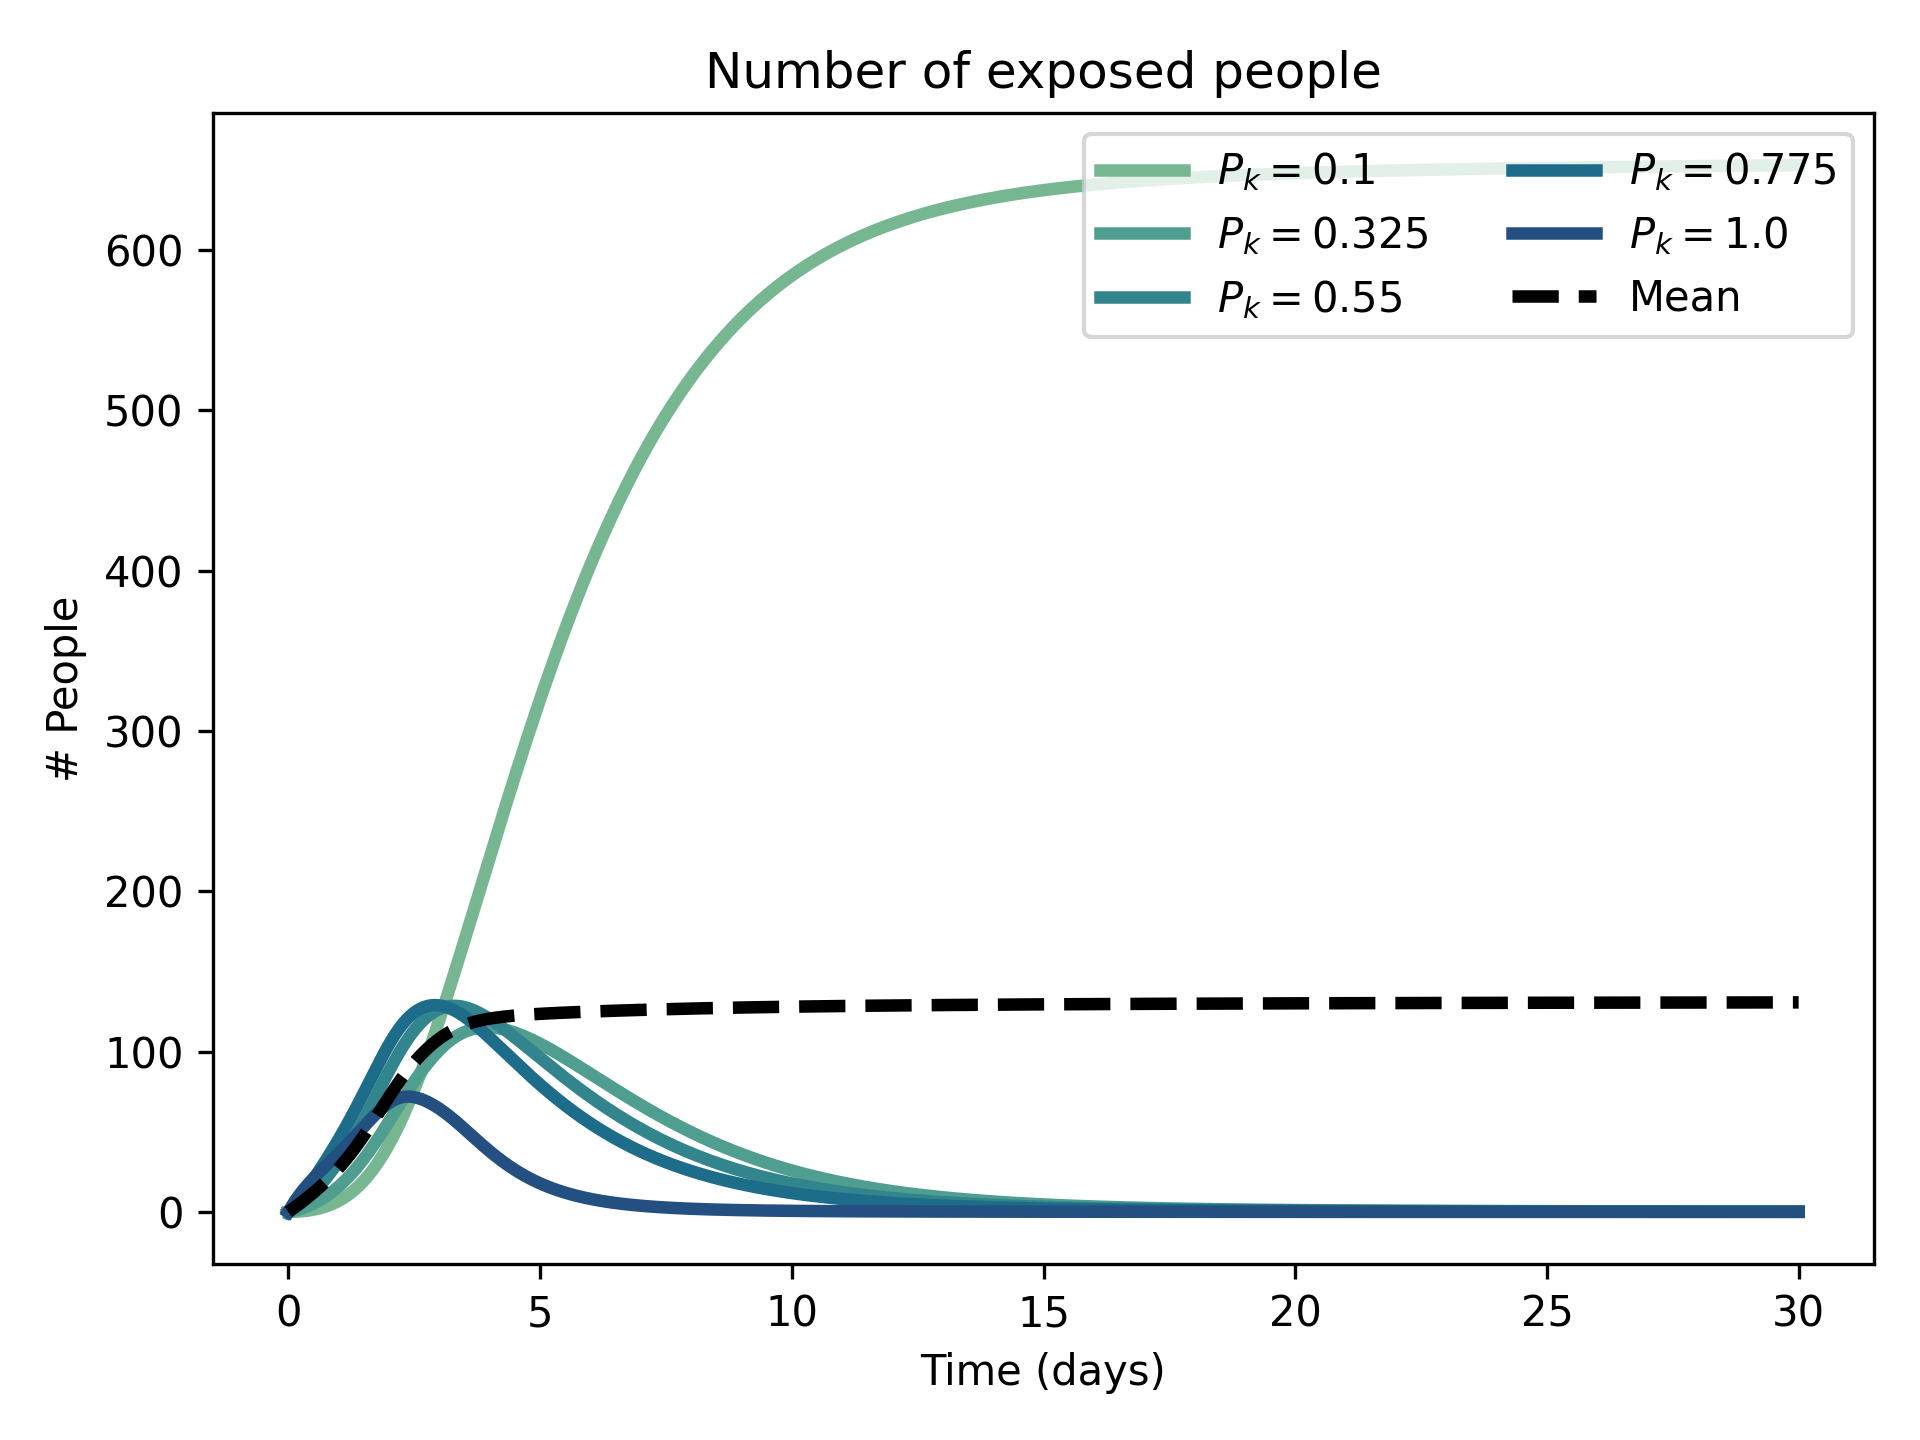 Number of exposed people
P_k = 0.1
P_k = 0.325
P_k = 0.55
P_k = 0.775
P_k = 1.0
Mean
# People
600
500
400
300
200
100
0
0 5 10 15 20 25 30
Time (days)